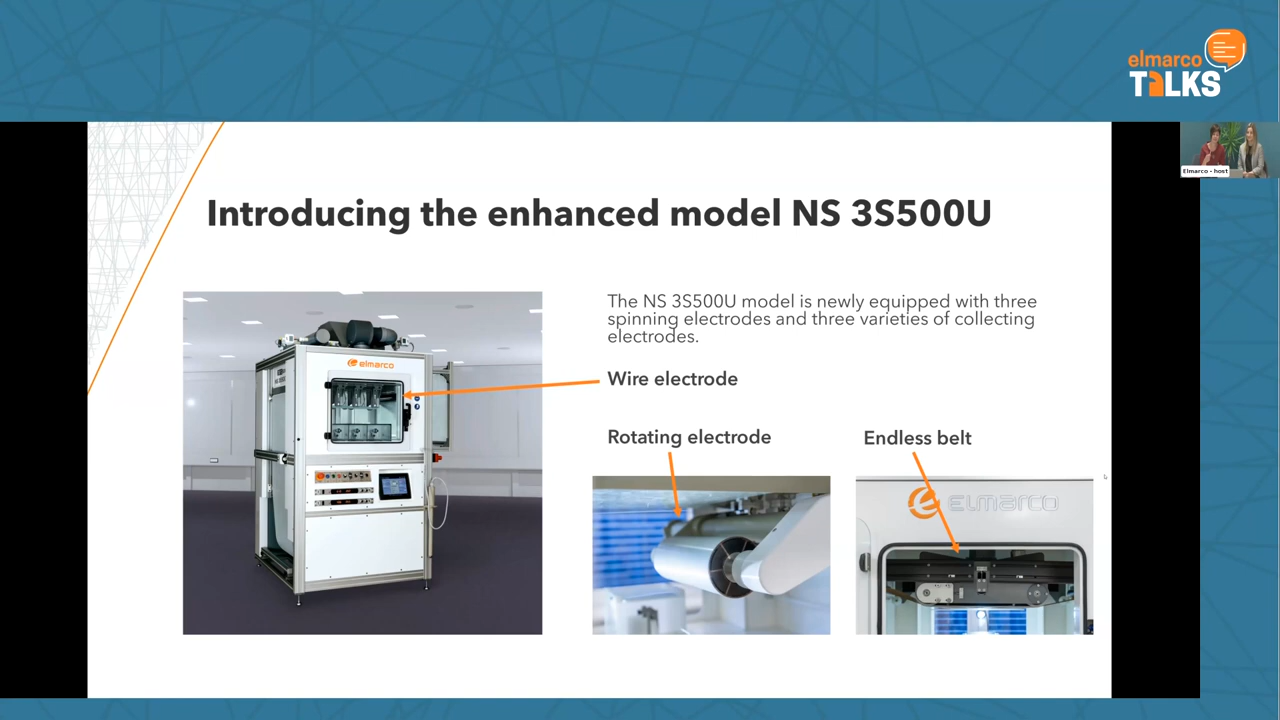 elmarco
TALKS
Elmarco - host
Introducing the enhanced model NS 3S500U
The NS 3S500U model is newly equipped with three
spinning electrodes and three varieties of collecting
electrodes.
elmarco
Wire electrode
Rotating electrode
Endless belt
ELMARCO